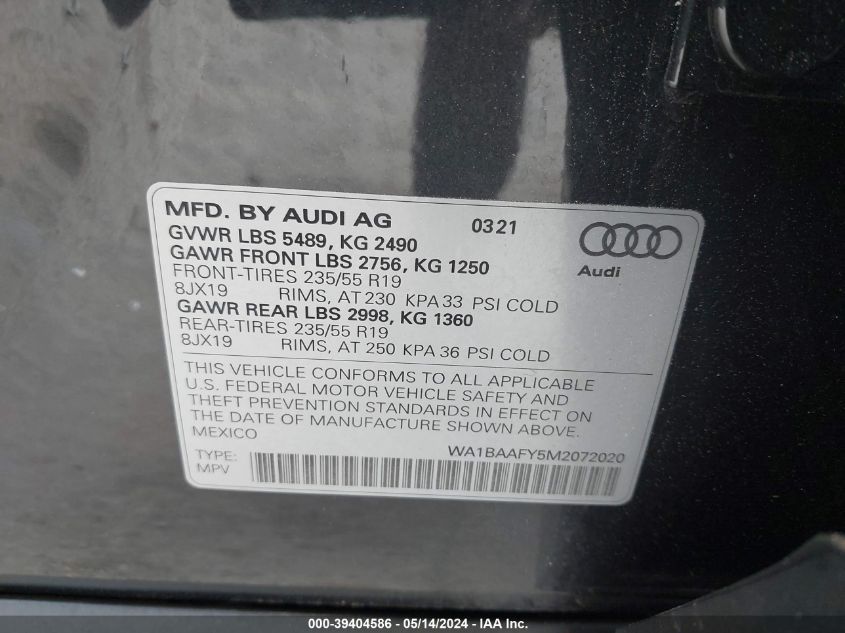 MFD. BY AUDI AG 0321
GVWR LBS 5489, KG 2490
GAWR FRONT LBS 2756, KG 1250
FRONT-TIRES 235/55 R19
8JX19 RIMS, AT 230 KPA 33 PSI COLD
GAWR REAR LBS 2998, KG 1360
REAR-TIRES 235/55 R19
8JX19 RIMS, AT 250 KPA 36 PSI COLD
Audi
THIS VEHICLE CONFORMS TO ALL APPLICABLE
U.S. FEDERAL MOTOR VEHICLE SAFETY AND
THEFT PREVENTION STANDARDS IN EFFECT ON
THE DATE OF MANUFACTURE SHOWN ABOVE.
MEXICO
WA1BAAFY5M2072020
TYPE:
MPV
000-39404586 / 05/14/2024 / © IAA, Inc.